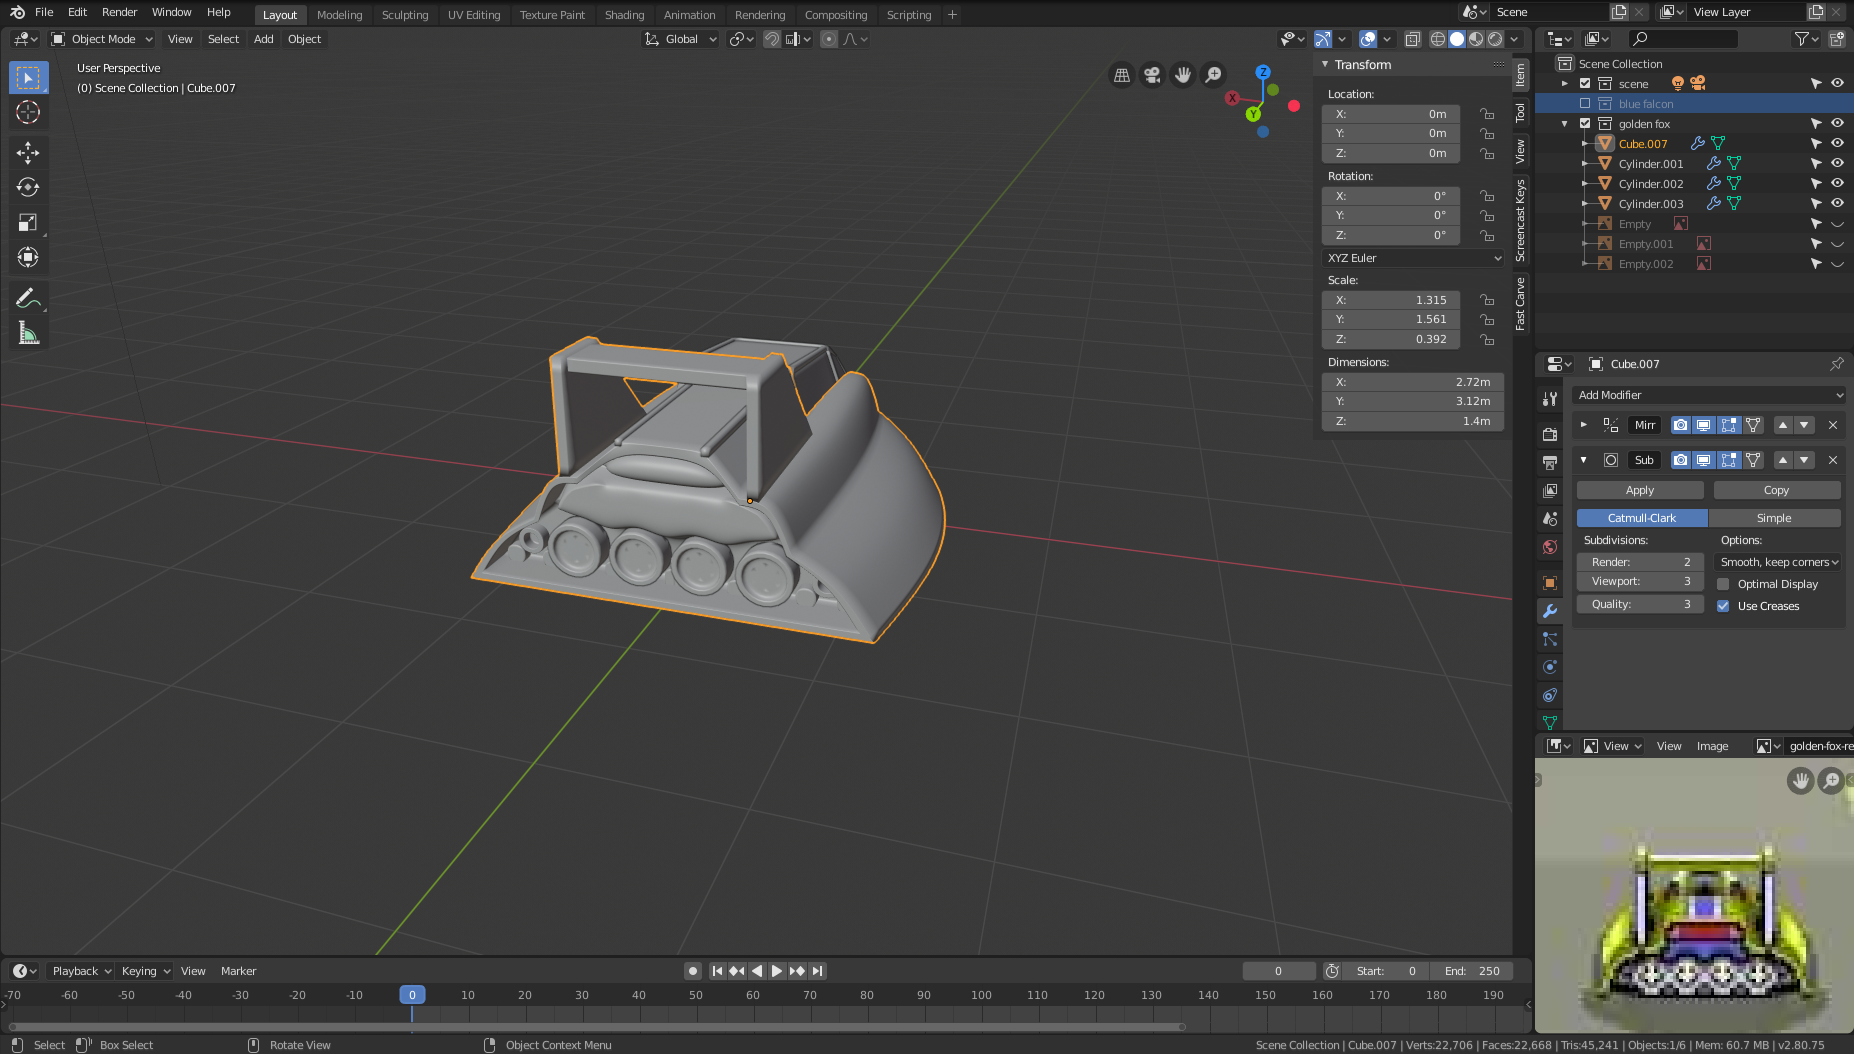 File Edit Render Window Help Layout Modeling Sculpting UV Editing Texture Paint Shading Animation Rendering Compositing Scripting + Scene View Layer
Object Mode View Select Add Object Global
User Perspective
(0) Scene Collection | Cube.007
X
Y
Z
Transform
Location:
X: 0m
Y: 0m
Z: 0m
Rotation:
X: 0°
Y: 0°
Z: 0°
XYZ Euler
Scale:
X: 1.315
Y: 1.561
Z: 0.392
Dimensions:
X: 2.72m
Y: 3.12m
Z: 1.4m
Item
Tool
View
Screencast Keys
Fast Carve
Scene Collection
scene
blue falcon
golden fox
Cube.007
Cylinder.001
Cylinder.002
Cylinder.003
Empty
Empty.001
Empty.002
Cube.007
Add Modifier
Mirr
Sub
Apply Copy
Catmull-Clark Simple
Subdivisions: Options:
Render: 2 Smooth, keep corners
Viewport: 3 Optimal Display
Quality: 3 Use Creases
View View Image golden-fox-re
Playback Keying View Marker 0 Start: 0 End: 250
-70 -60 -50 -40 -30 -20 -10 0 10 20 30 40 50 60 70 80 90 100 110 120 130 140 150 160 170 180 190
Select Box Select Rotate View Object Context Menu Scene Collection | Cube.007 | Verts:22,706 | Faces:22,668 | Tris:45,241 | Objects:1/6 | Mem: 60.7 MB | v2.80.75